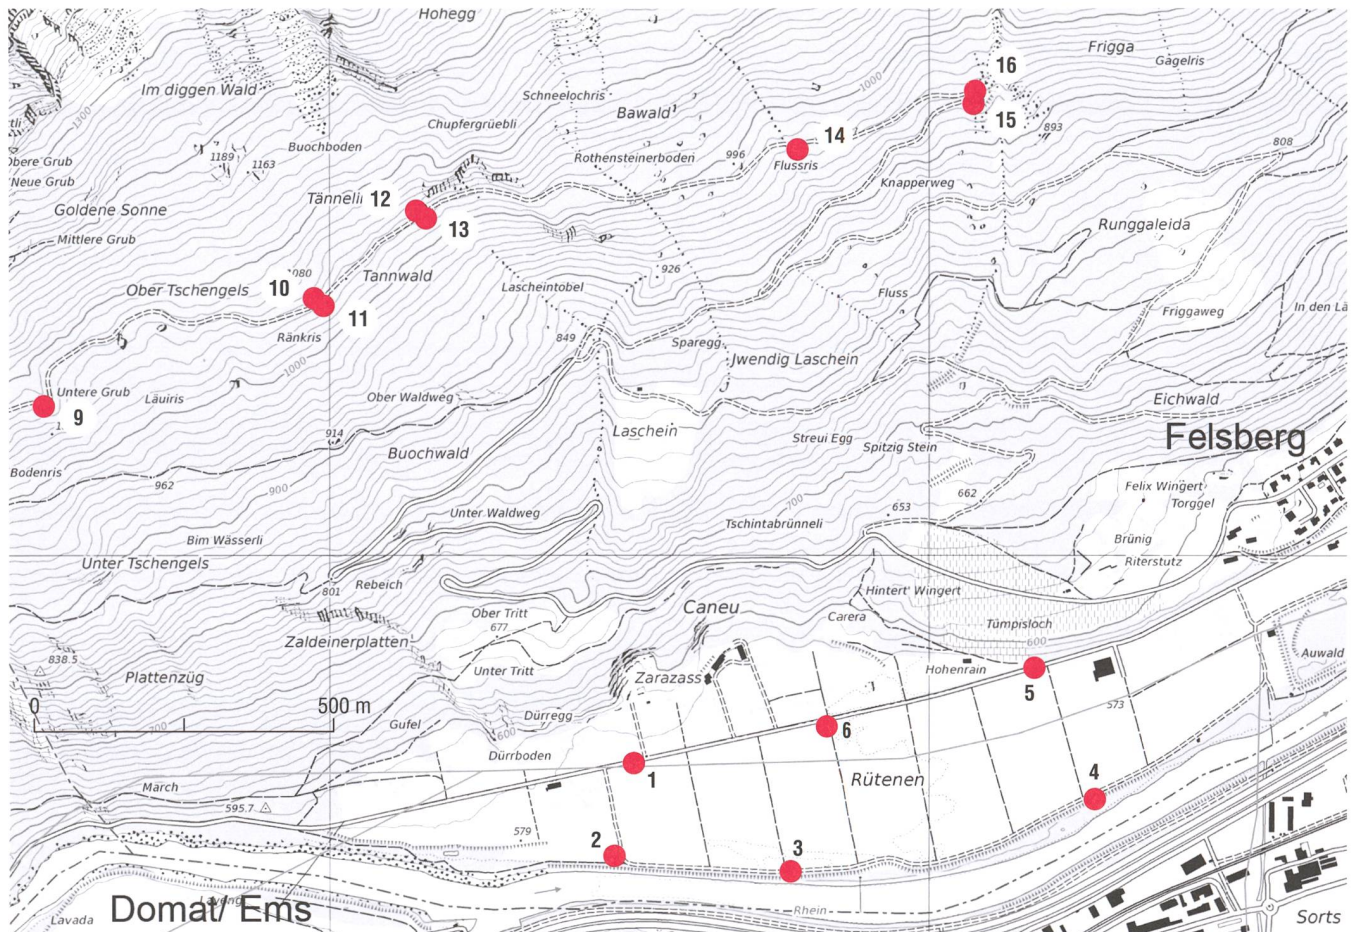 Hohegg
Frigga
Gagelris
16
Im diggen Wald
1000
Schneelochris
1300
Bawald
15
Chupfergrüebli
14
893
Buochboden
808
Obere Grub
1189
1163
Rothensteinerboden
996
Flussris
Neue Grub
Knapperweg
12
Tännelii
Goldene Sonne
13
Runggaleida
Mittlere Grub
Tannwald
926
10
1080
Ober Tschengels
Lascheintobel
Fluss
In den Lä
11
Friggaweg
Ränkris
849
Sparegg
Jwendig Laschein
1000
Untere Grub
Läuiris
Ober Waldweg
Eichwald
9
914
Laschein
Streui Egg
Felsberg
Spitzig Stein
Buochwald
Bodenris
962
900
662
Felix Wingert
Torggel
700
653
Unter Waldweg
Tschintabrünneli
Bim Wässerli
Brünig
Unter Tschengels
Riterstutz
801
Rebeich
Hintert' Wingert
Ober Tritt
Caneu
Carera
677
Tümpisloch
600
Zaldeinerplatten
838.5
Auwald
Unter Tritt
Hohenrain
Plattenzüg
Zarazass
5
0
500 m
573
Gufel
Dürregg
700
600
6
Dürrboden
1
Rütenen
4
March
595.7
579
2
3
Domat/ Ems
Rhein
Lavada
Sorts